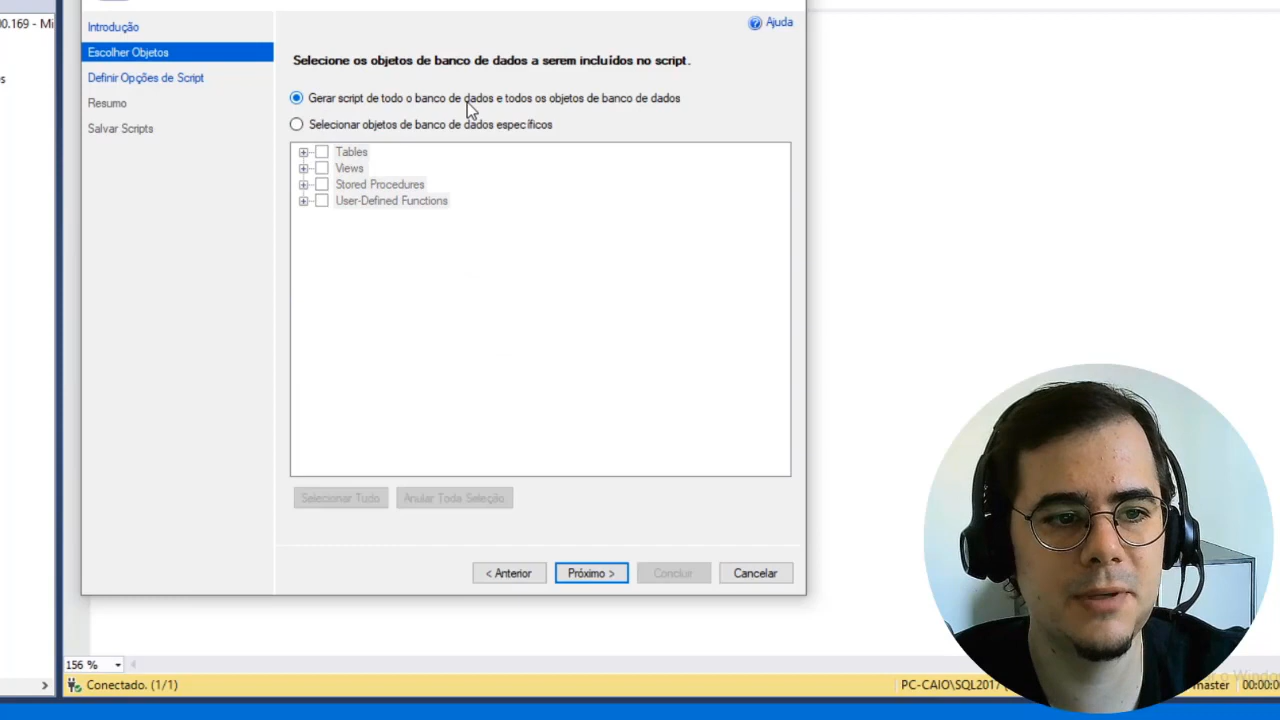 0.169 - Mi
Introdução
Ajuda
Escolher Objetos
Selecione os objetos de banco de dados a serem incluídos no script.
Definir Opções de Script
Gerar script de todo o banco de dados e todos os objetos de banco de dados
Resumo
Selecionar objetos de banco de dados específicos
Salvar Scripts
Tables
Views
Stored Procedures
User-Defined Functions
Selecionar Tudo
Anular Toda Seleção
< Anterior
Próximo >
Concluir
Cancelar
156 %
Conectado. (1/1)
PC-CAIO\SQL2017
master
00:00:0